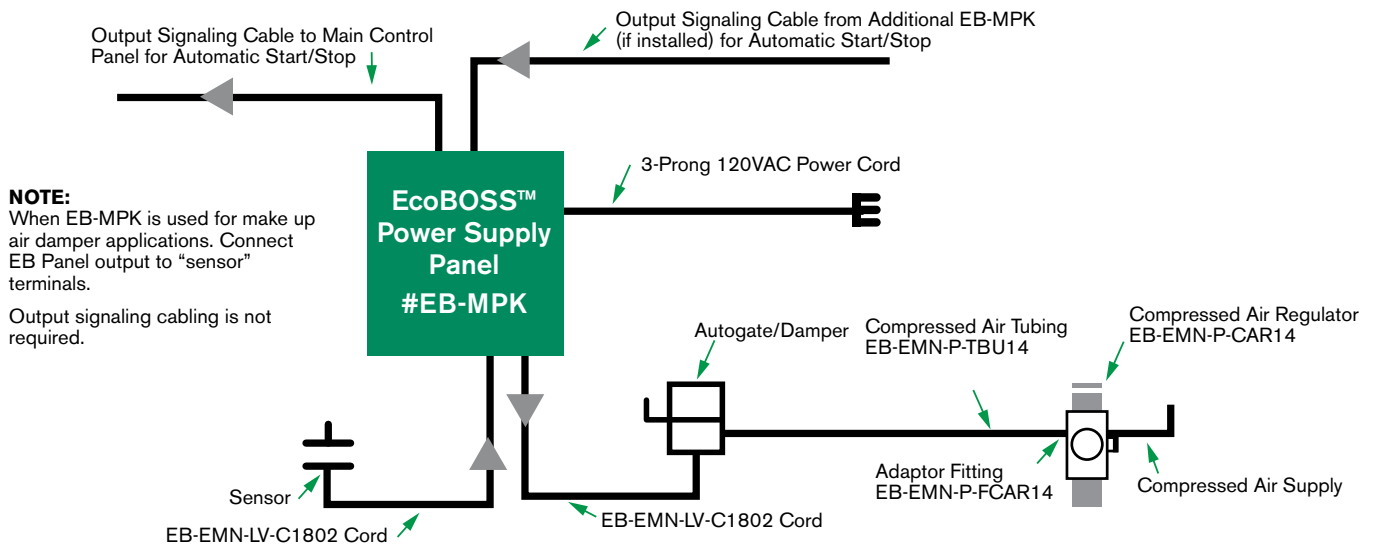 Output Signaling Cable to Main Control
Panel for Automatic Start/Stop
Output Signaling Cable from Additional EB-MPK
(if installed) for Automatic Start/Stop
3-Prong 120VAC Power Cord
NOTE:
When EB-MPK is used for make up
air damper applications. Connect
EB Panel output to “sensor”
terminals.
Output signaling cabling is not
required.
EcoBOSS™
Power Supply
Panel
#EB-MPK
Autogate/Damper
Compressed Air Tubing
EB-EMN-P-TBU14
Compressed Air Regulator
EB-EMN-P-CAR14
Adaptor Fitting
EB-EMN-P-FCAR14
Compressed Air Supply
Sensor
EB-EMN-LV-C1802 Cord
EB-EMN-LV-C1802 Cord